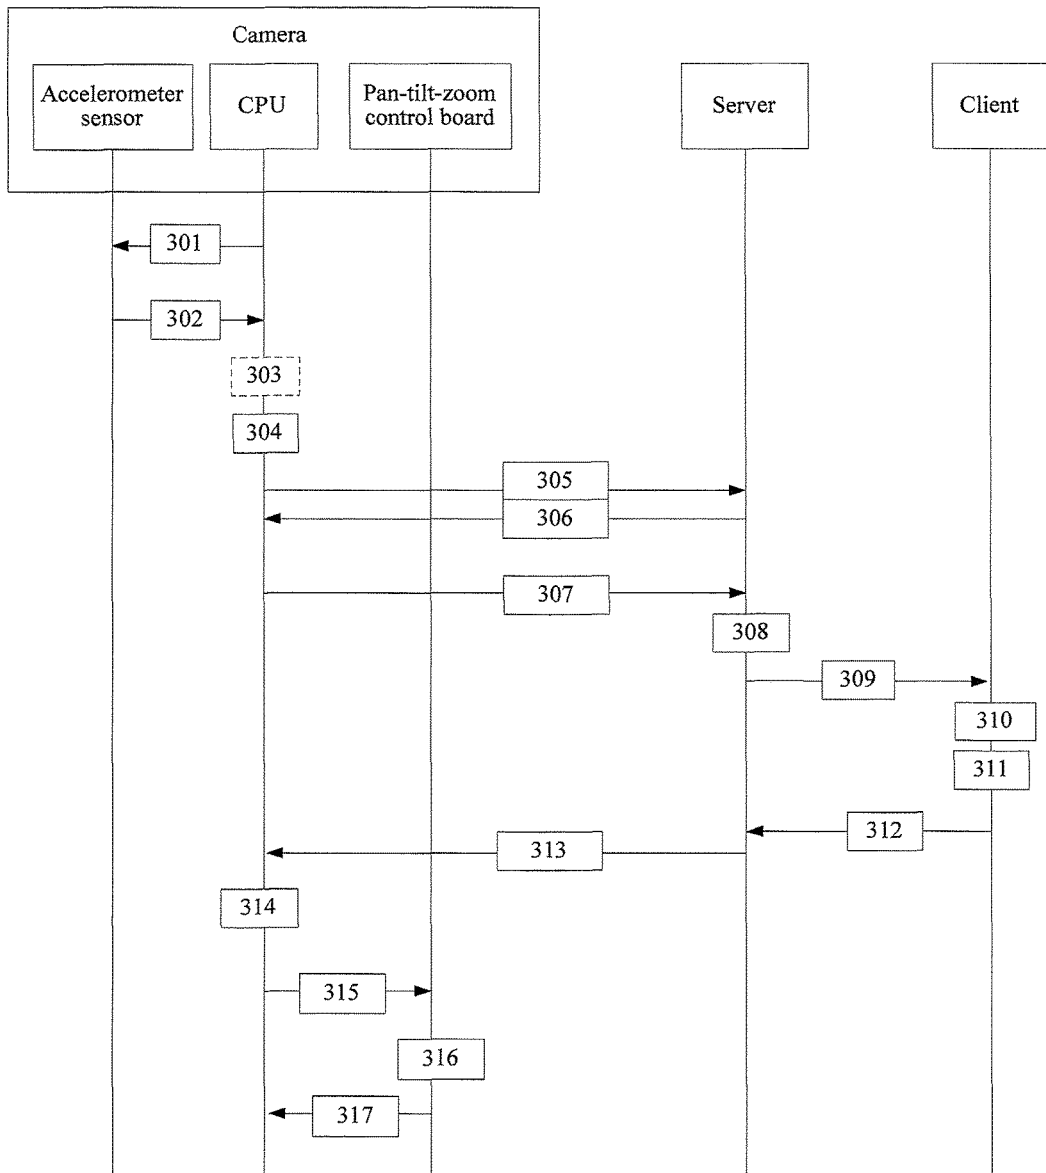 Camera
Accelerometer
sensor
CPU
Pan-tilt-zoom
control board
Server
Client
301
302
303
304
305
306
307
308
309
310
311
312
313
314
315
316
317